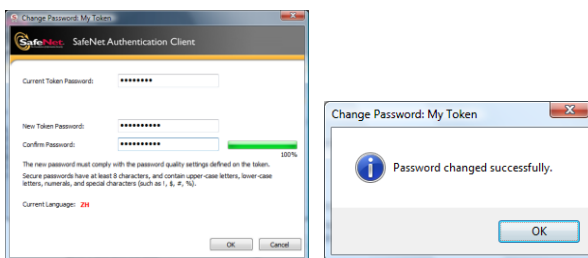 Change Password: My Token
SafeNet. SafeNet Authentication Client
Current Token Password: ••••••••
New Token Password: ••••••••••
Confirm Password: ••••••••••
100%
The new password must comply with the password quality settings defined on the token.
Secure passwords have at least 8 characters, and contain upper-case letters, lower-case
letters, numerals, and special characters (such as !, $, #, %).
Current Language: ZH
OK Cancel
Change Password: My Token
Password changed successfully.
OK